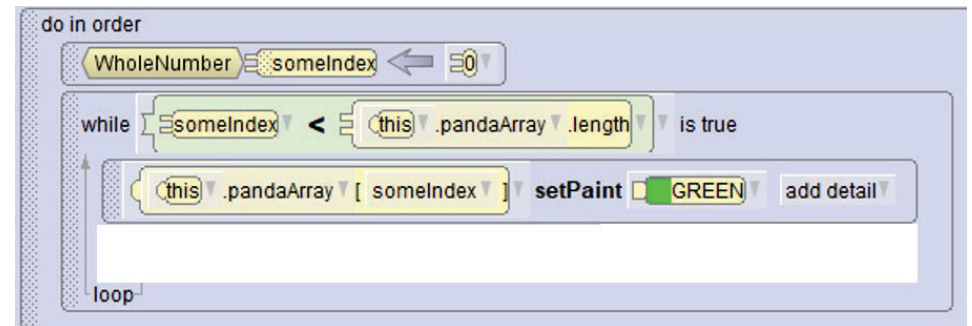 do in order
WholeNumber someIndex 0
while someIndex < this .pandaArray .length is true
this .pandaArray [ someIndex ] setPaint GREEN add detail
loop